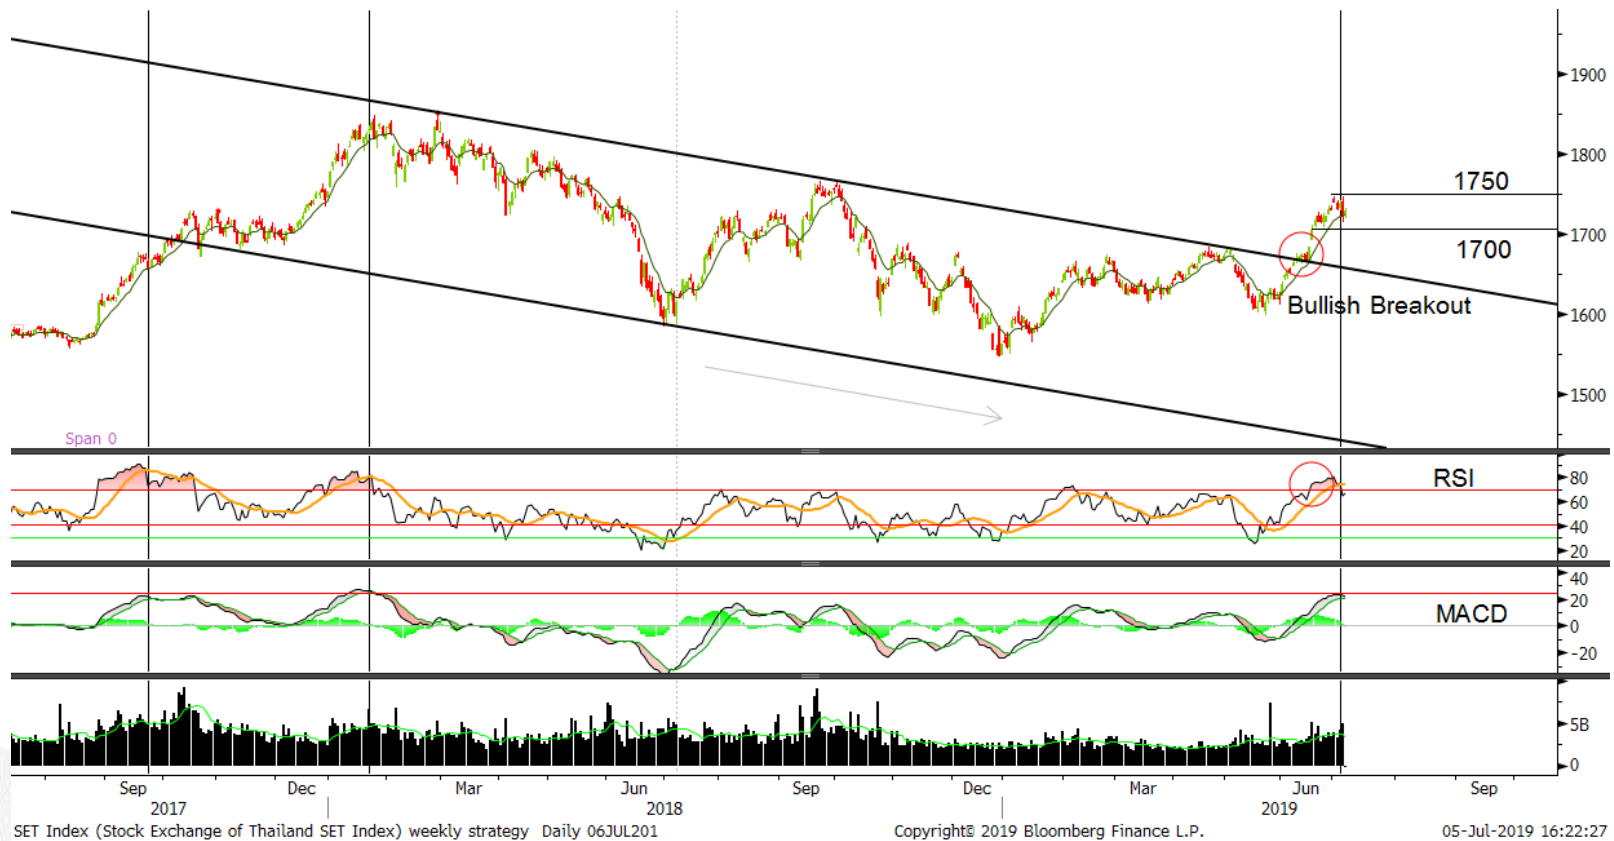 1900
1800
1750
1700
1700
Bullish Breakout
1600
1500
Span 0
RSI
80
60
40
20
MACD
40
20
0
-20
5B
0
Sep Dec Mar Jun Sep Dec Mar Jun Sep
2017 2018 2019
SET Index (Stock Exchange of Thailand SET Index) weekly strategy Daily 06JUL201 Copyright© 2019 Bloomberg Finance L.P. 05-Jul-2019 16:22:27